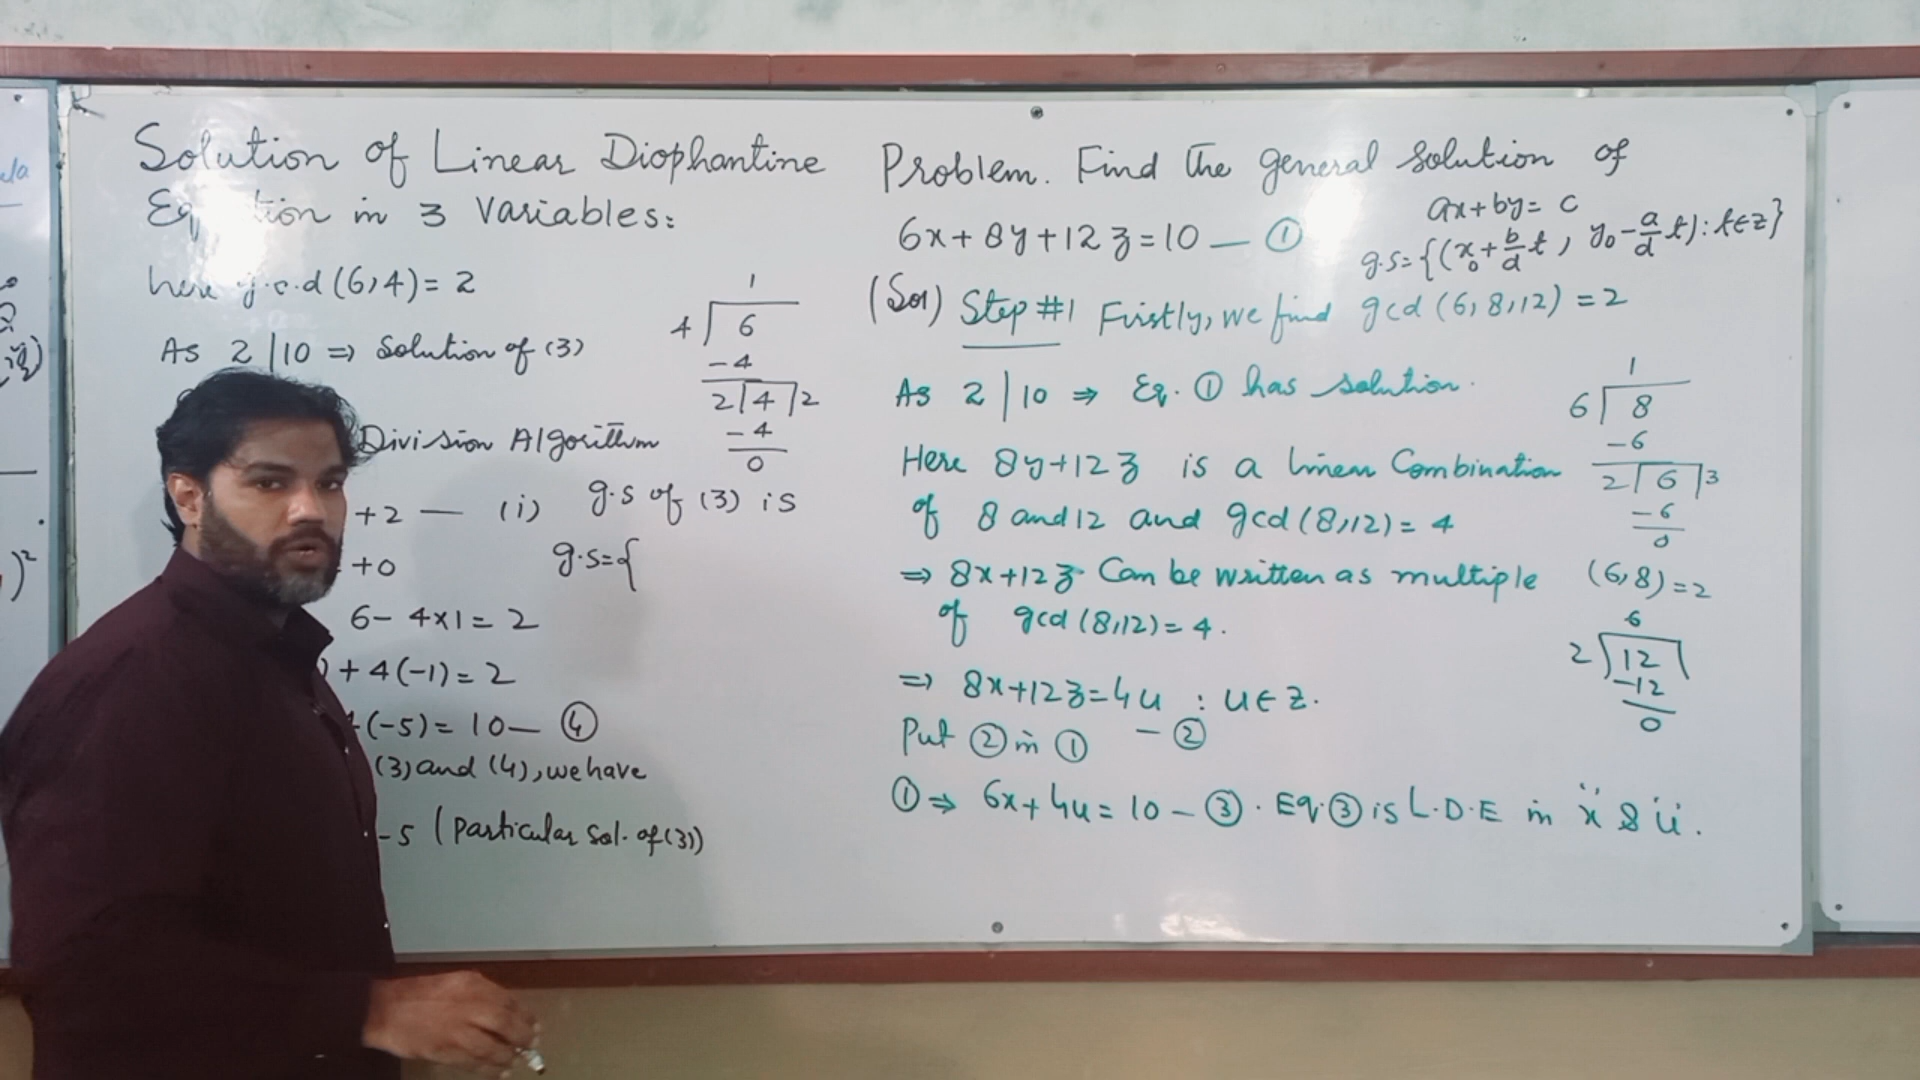 Solution of Linear Diophantine
Eq tion in 3 Variables:
here g.c.d (6,4) = 2
As 2 | 10 ⇒ Solution of (3)
Division Algorithm
+2 — (i)
+0
6 - 4×1 = 2
) + 4(-1) = 2
(-5) = 10 — ④
(3) and (4), we have
-5 (Particular Sol. of (3))
1
4 6
-4
2 4 2
-4
0
g.s of (3) is
g.s = {
Problem. Find The general Solution of
6x + 8y + 12z = 10 — ①
ax + by = c
g.s = {(x₀ + b/d t, y₀ - a/d t) : t ∈ z}
(Sol) Step #1 Firstly, we find gcd (6, 8, 12) = 2
As 2 | 10 ⇒ Eq. ① has solution.
Here 8y + 12z is a linear Combination
of 8 and 12 and gcd (8,12) = 4
⇒ 8x + 12z Can be written as multiple
of gcd (8,12) = 4.
⇒ 8x + 12z = 4u : u ∈ z.
Put ② in ① — ②
① ⇒ 6x + 4u = 10 — ③ . Eq. ③ is L.D.E in "x" & "u".
1
6 8
-6
2 6 3
-6
0
(6,8) = 2
6
2 12
-12
0
)²